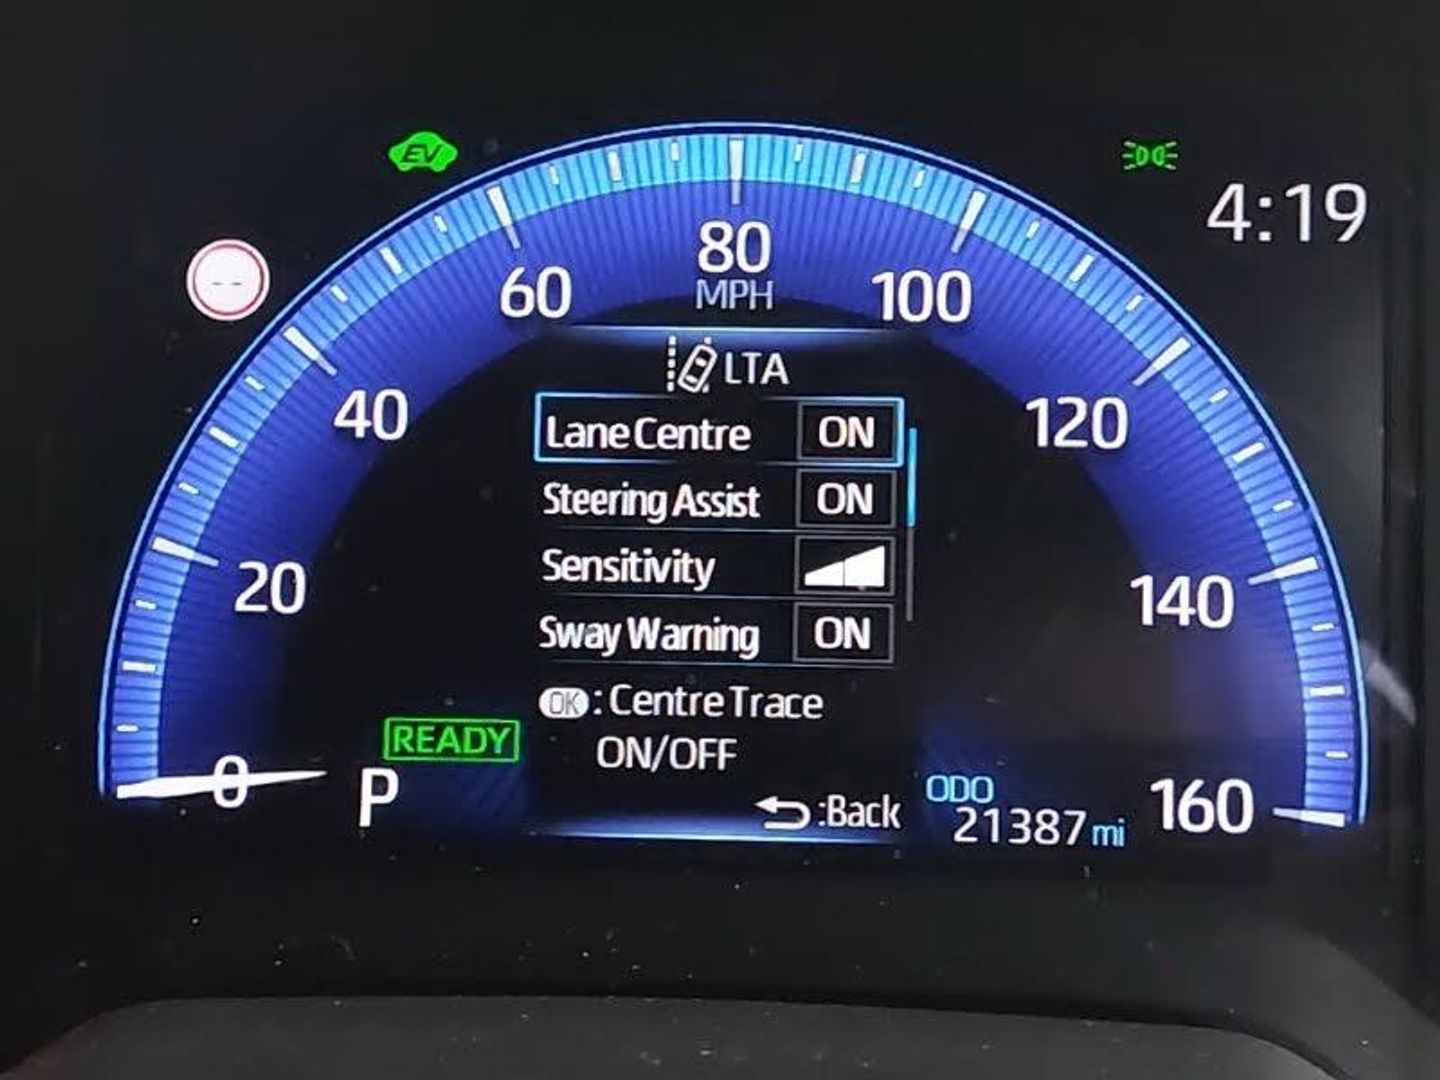 EV
4:19
--
80
MPH
60
100
40
120
20
140
0
160
LTA
Lane Centre ON
Steering Assist ON
Sensitivity
Sway Warning ON
OK : Centre Trace
ON/OFF
:Back
READY
P
ODO
21387 mi